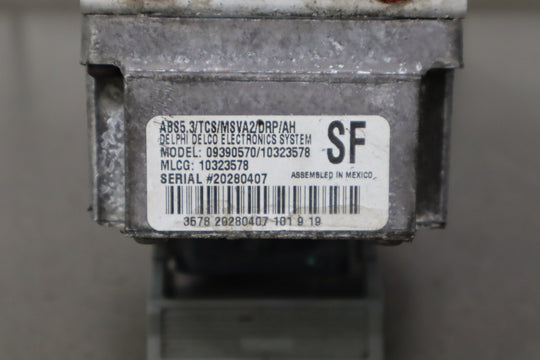 ABS5.3/TCS/MSVA2/DRP/AH
DELPHI DELCO ELECTRONICS SYSTEM
MODEL: 09390570/10323578
MLCG: 10323578
SERIAL #20280407
SF
ASSEMBLED IN MEXICO
3578 20280407 101 9 19